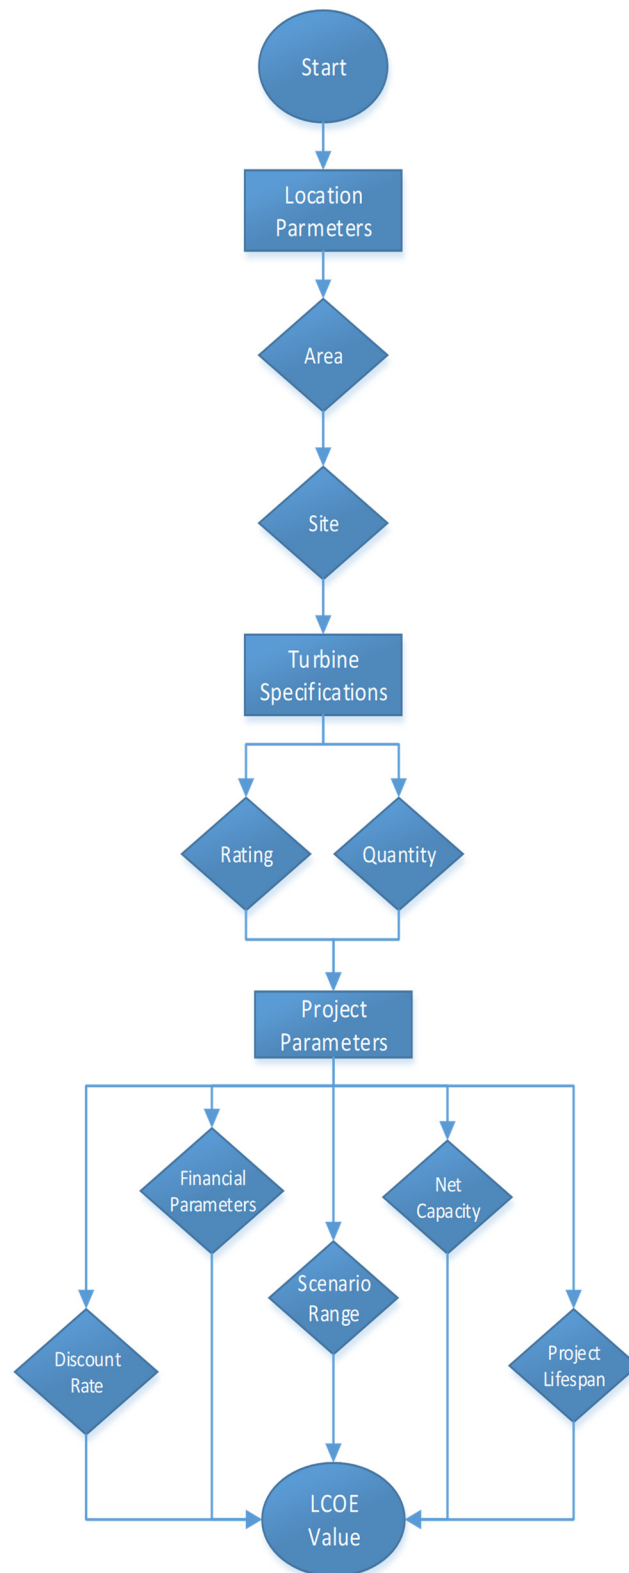 Start
Location
Parmeters
Area
Site
Turbine
Specifications
Rating
Quantity
Project
Parameters
Financial
Parameters
Net
Capacity
Scenario
Range
Discount
Rate
Project
Lifespan
LCOE
Value